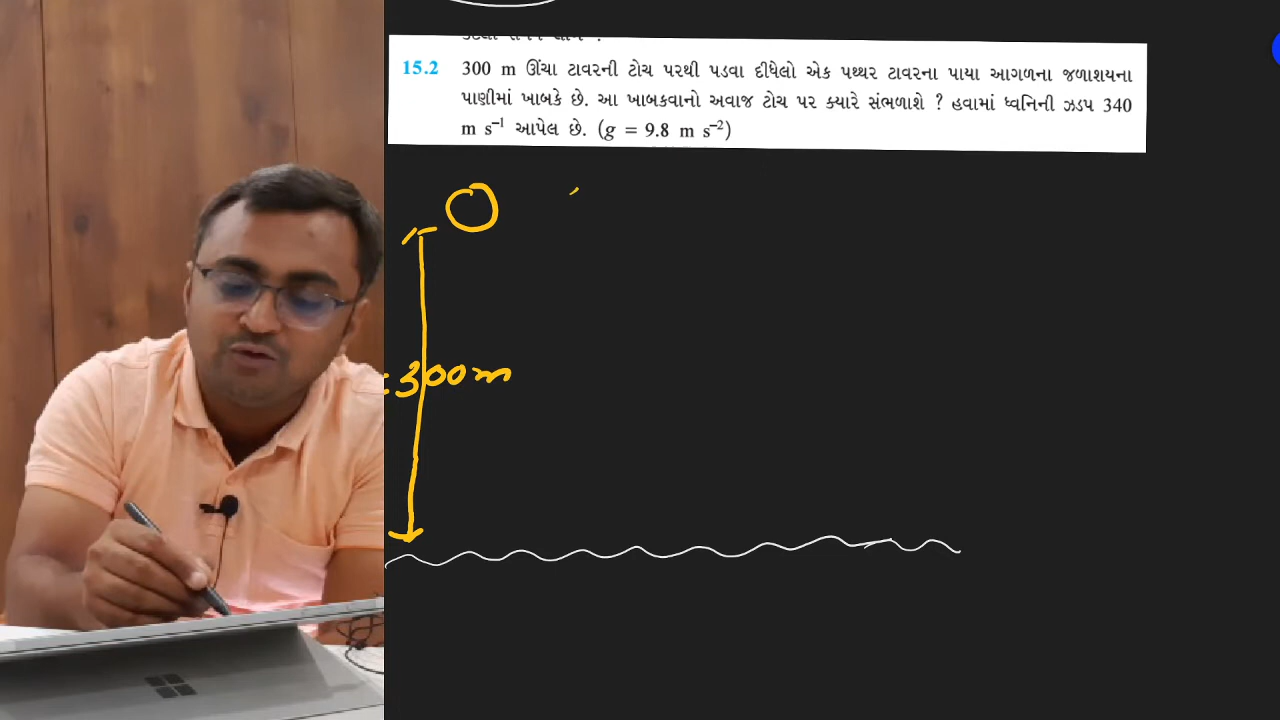 15.2 300 m ઊંચા ટાવરની ટોચ પરથી પડવા દીધેલો એક પથ્થર ટાવરના પાયા આગળના જળાશયના
પાણીમાં ખાબકે છે. આ ખાબકવાનો અવાજ ટોચ પર ક્યારે સંભળાશે ? હવામાં ધ્વનિની ઝડપ 340
m s⁻¹ આપેલ છે. (g = 9.8 m s⁻²)
=300m